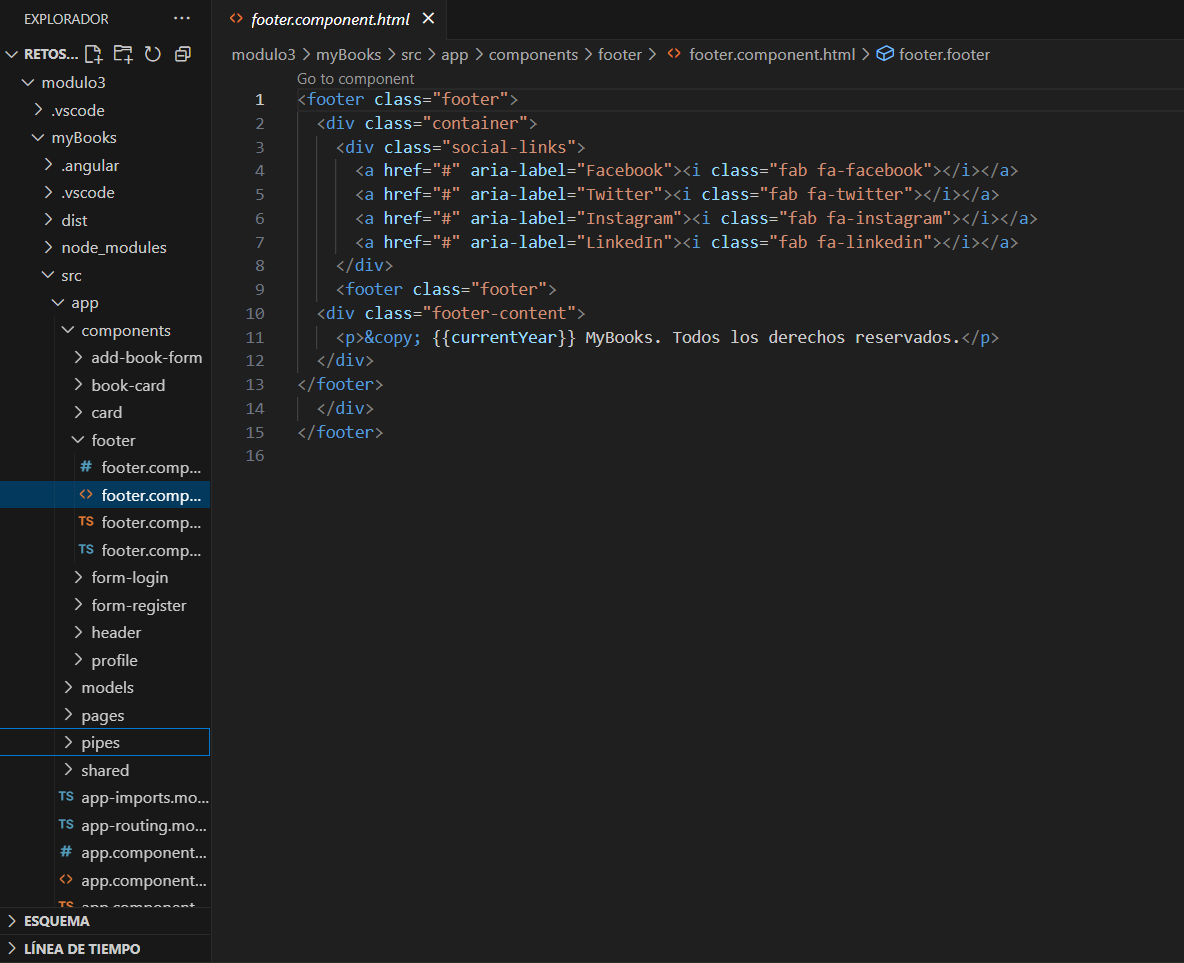 EXPLORADOR ...
RETOS...
modulo3
.vscode
myBooks
.angular
.vscode
dist
node_modules
src
app
components
add-book-form
book-card
card
footer
# footer.comp...
<> footer.comp...
TS footer.comp...
TS footer.comp...
form-login
form-register
header
profile
models
pages
pipes
shared
TS app-imports.mo...
TS app-routing.mo...
# app.component...
<> app.component...
TS app.component
ESQUEMA
LÍNEA DE TIEMPO
<> footer.component.html
modulo3 > myBooks > src > app > components > footer > <> footer.component.html > footer.footer
Go to component
1 <footer class="footer">
2   <div class="container">
3     <div class="social-links">
4       <a href="#" aria-label="Facebook"><i class="fab fa-facebook"></i></a>
5       <a href="#" aria-label="Twitter"><i class="fab fa-twitter"></i></a>
6       <a href="#" aria-label="Instagram"><i class="fab fa-instagram"></i></a>
7       <a href="#" aria-label="LinkedIn"><i class="fab fa-linkedin"></i></a>
8     </div>
9     <footer class="footer">
10   <div class="footer-content">
11     <p>&copy; {{currentYear}} MyBooks. Todos los derechos reservados.</p>
12   </div>
13 </footer>
14   </div>
15 </footer>
16